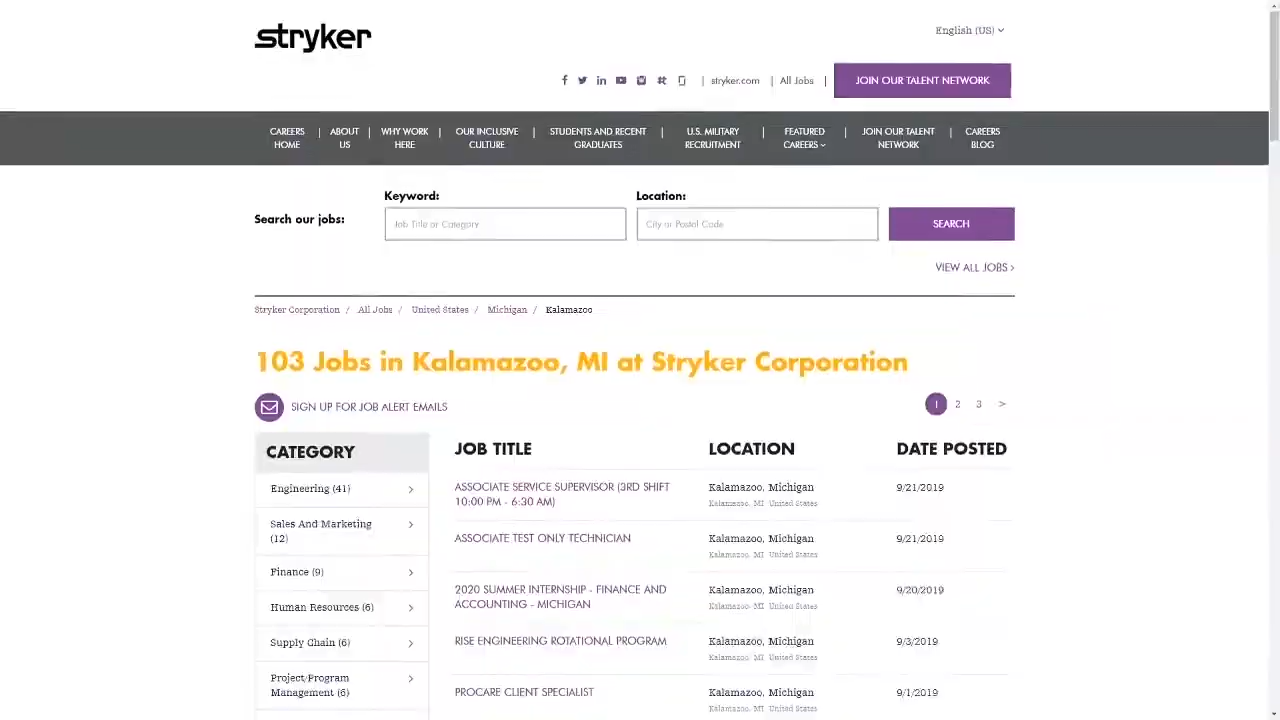 stryker
English (US)
stryker.com | All Jobs | JOIN OUR TALENT NETWORK
CAREERS HOME | ABOUT US | WHY WORK HERE | OUR INCLUSIVE CULTURE | STUDENTS AND RECENT GRADUATES | U.S. MILITARY RECRUITMENT | FEATURED CAREERS | JOIN OUR TALENT NETWORK | CAREERS BLOG
Search our jobs:
Keyword:
Job Title or Category
Location:
City or Postal Code
SEARCH
VIEW ALL JOBS >
Stryker Corporation / All Jobs / United States / Michigan / Kalamazoo
103 Jobs in Kalamazoo, MI at Stryker Corporation
SIGN UP FOR JOB ALERT EMAILS
1 2 3 >
CATEGORY
Engineering (41)
Sales And Marketing
(12)
Finance (9)
Human Resources (6)
Supply Chain (6)
Project/Program
Management (6)
JOB TITLE LOCATION DATE POSTED
ASSOCIATE SERVICE SUPERVISOR (3RD SHIFT
10:00 PM - 6:30 AM)
Kalamazoo, Michigan
Kalamazoo, MI United States
9/21/2019
ASSOCIATE TEST ONLY TECHNICIAN
Kalamazoo, Michigan
Kalamazoo, MI United States
9/21/2019
2020 SUMMER INTERNSHIP - FINANCE AND
ACCOUNTING - MICHIGAN
Kalamazoo, Michigan
Kalamazoo, MI United States
9/20/2019
RISE ENGINEERING ROTATIONAL PROGRAM
Kalamazoo, Michigan
Kalamazoo, MI United States
9/3/2019
PROCARE CLIENT SPECIALIST
Kalamazoo, Michigan
Kalamazoo, MI United States
9/1/2019